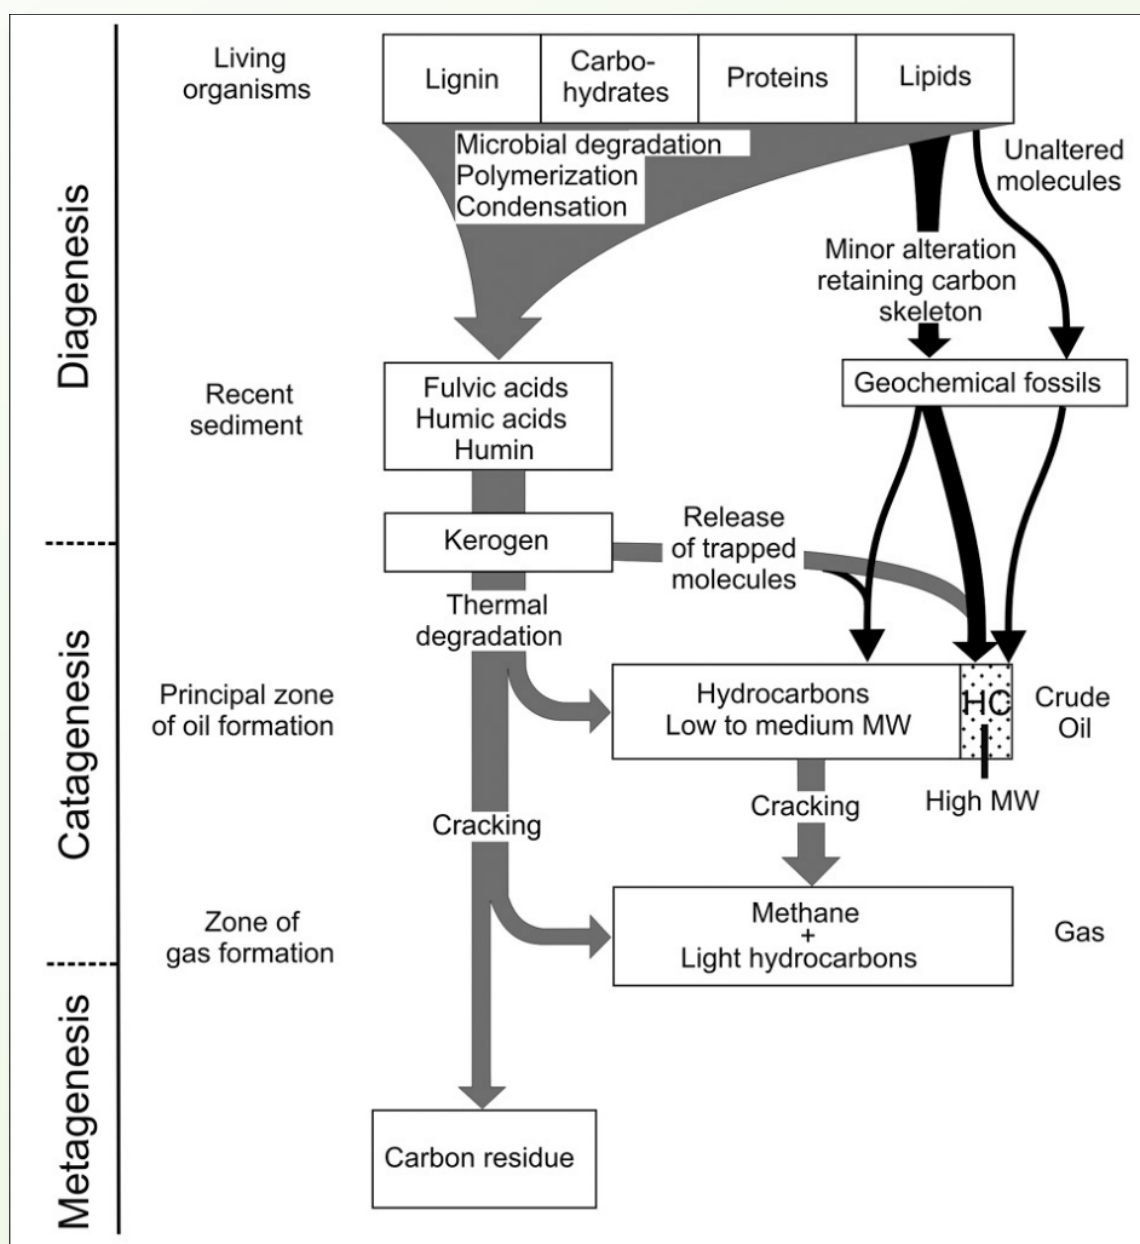 Living
organisms
Lignin
Carbo-
hydrates
Proteins
Lipids
Microbial degradation
Polymerization
Condensation
Unaltered
molecules
Minor alteration
retaining carbon
skeleton
Diagenesis
Recent
sediment
Fulvic acids
Humic acids
Humin
Geochemical fossils
Kerogen
Release
of trapped
molecules
Thermal
degradation
Catagenesis
Principal zone
of oil formation
Hydrocarbons
Low to medium MW
HC
Crude
Oil
High MW
Cracking
Cracking
Zone of
gas formation
Methane
+
Light hydrocarbons
Gas
Metagenesis
Carbon residue